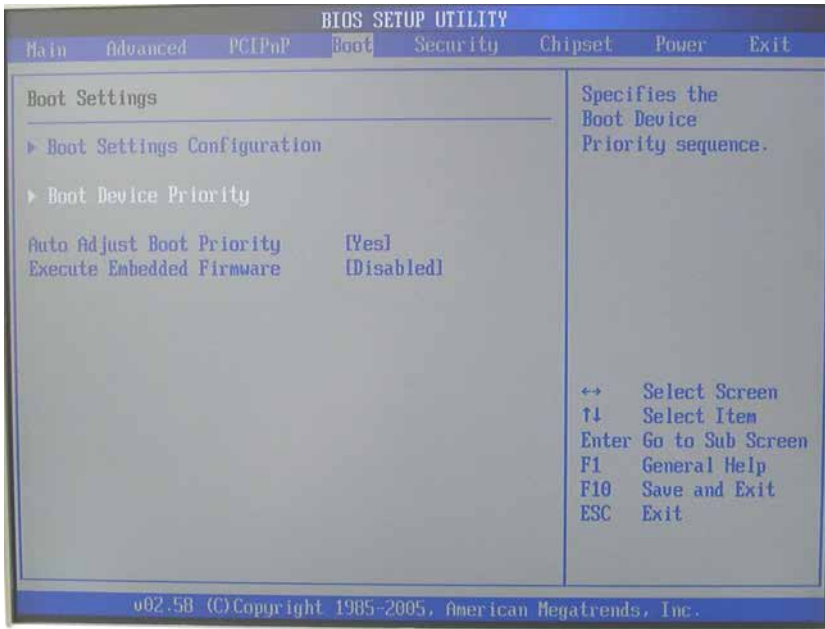 BIOS SETUP UTILITY
Main Advanced PCIPnP Boot Security Chipset Power Exit
Boot Settings
▶ Boot Settings Configuration
▶ Boot Device Priority
Auto Adjust Boot Priority [Yes]
Execute Embedded Firmware [Disabled]
Specifies the
Boot Device
Priority sequence.
↔ Select Screen
↑↓ Select Item
Enter Go to Sub Screen
F1 General Help
F10 Save and Exit
ESC Exit
v02.58 (C)Copyright 1985-2005, American Megatrends, Inc.